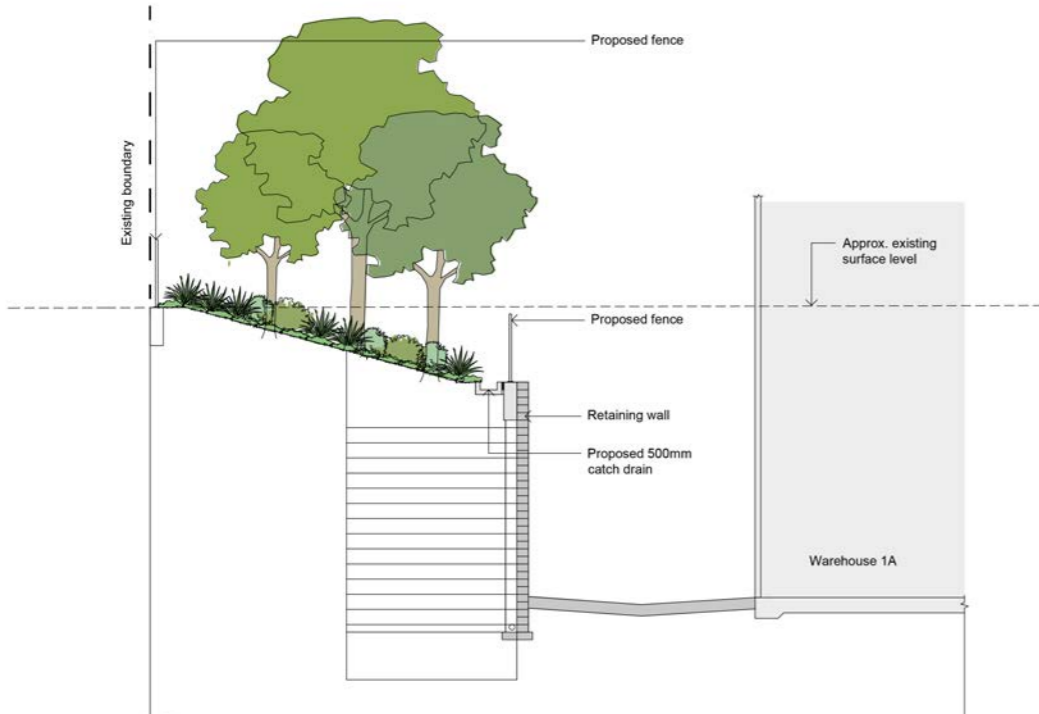 Proposed fence
Existing boundary
Approx. existing
surface level
Proposed fence
Retaining wall
Proposed 500mm
catch drain
Warehouse 1A